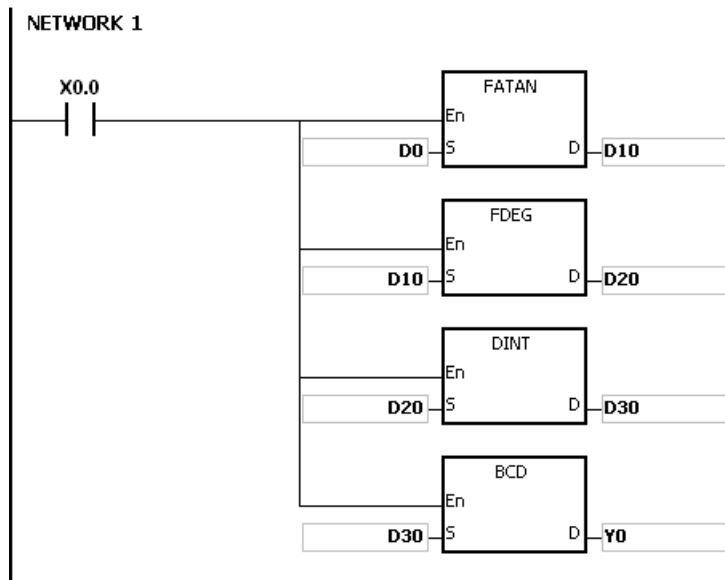 NETWORK 1
X0.0
FATAN
En
D0 S D D10
FDEG
En
D10 S D D20
DINT
En
D20 S D D30
BCD
En
D30 S D Y0